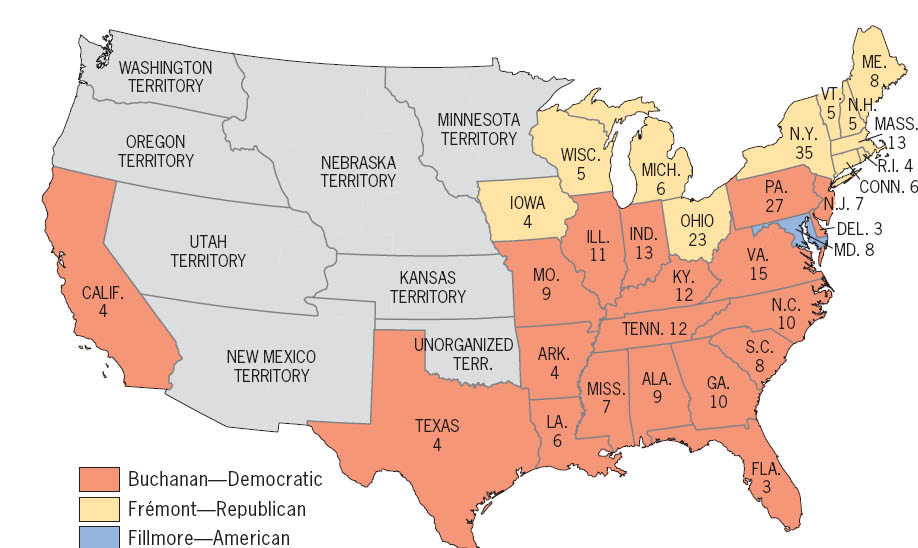 WASHINGTON
TERRITORY
OREGON
TERRITORY
NEBRASKA
TERRITORY
MINNESOTA
TERRITORY
UTAH
TERRITORY
KANSAS
TERRITORY
NEW MEXICO
TERRITORY
UNORGANIZED
TERR.
CALIF.
4
TEXAS
4
IOWA
4
WISC.
5
MICH.
6
ILL.
11
IND.
13
OHIO
23
MO.
9
KY.
12
TENN. 12
ARK.
4
LA.
6
MISS.
7
ALA.
9
GA.
10
FLA.
3
S.C.
8
N.C.
10
VA.
15
PA.
27
N.Y.
35
VT.
5
N.H.
5
ME.
8
MASS.
13
R.I. 4
CONN. 6
N.J. 7
DEL. 3
MD. 8
Buchanan—Democratic
Frémont—Republican
Fillmore—American